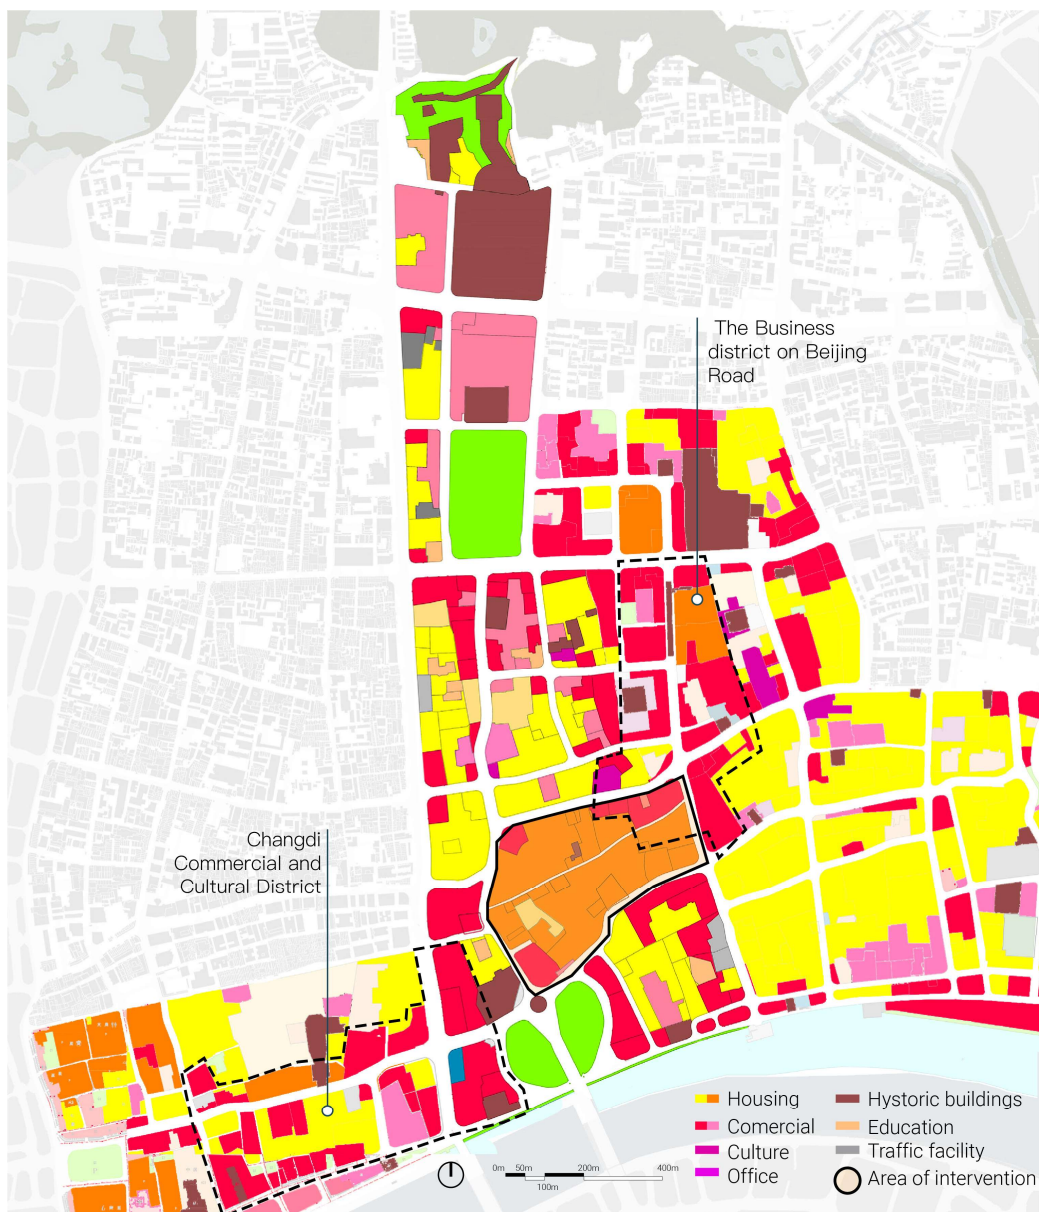 The Business
district on Beijing
Road
Changdi
Commercial and
Cultural District
Housing
Comercial
Culture
Office
Hystoric buildings
Education
Traffic facility
Area of intervention
0m 50m 200m 400m
100m